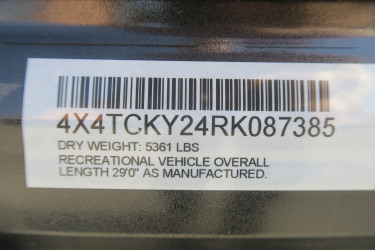 4X4TCKY24RK087385
DRY WEIGHT: 5361 LBS
RECREATIONAL VEHICLE OVERALL
LENGTH 29'0" AS MANUFACTURED.